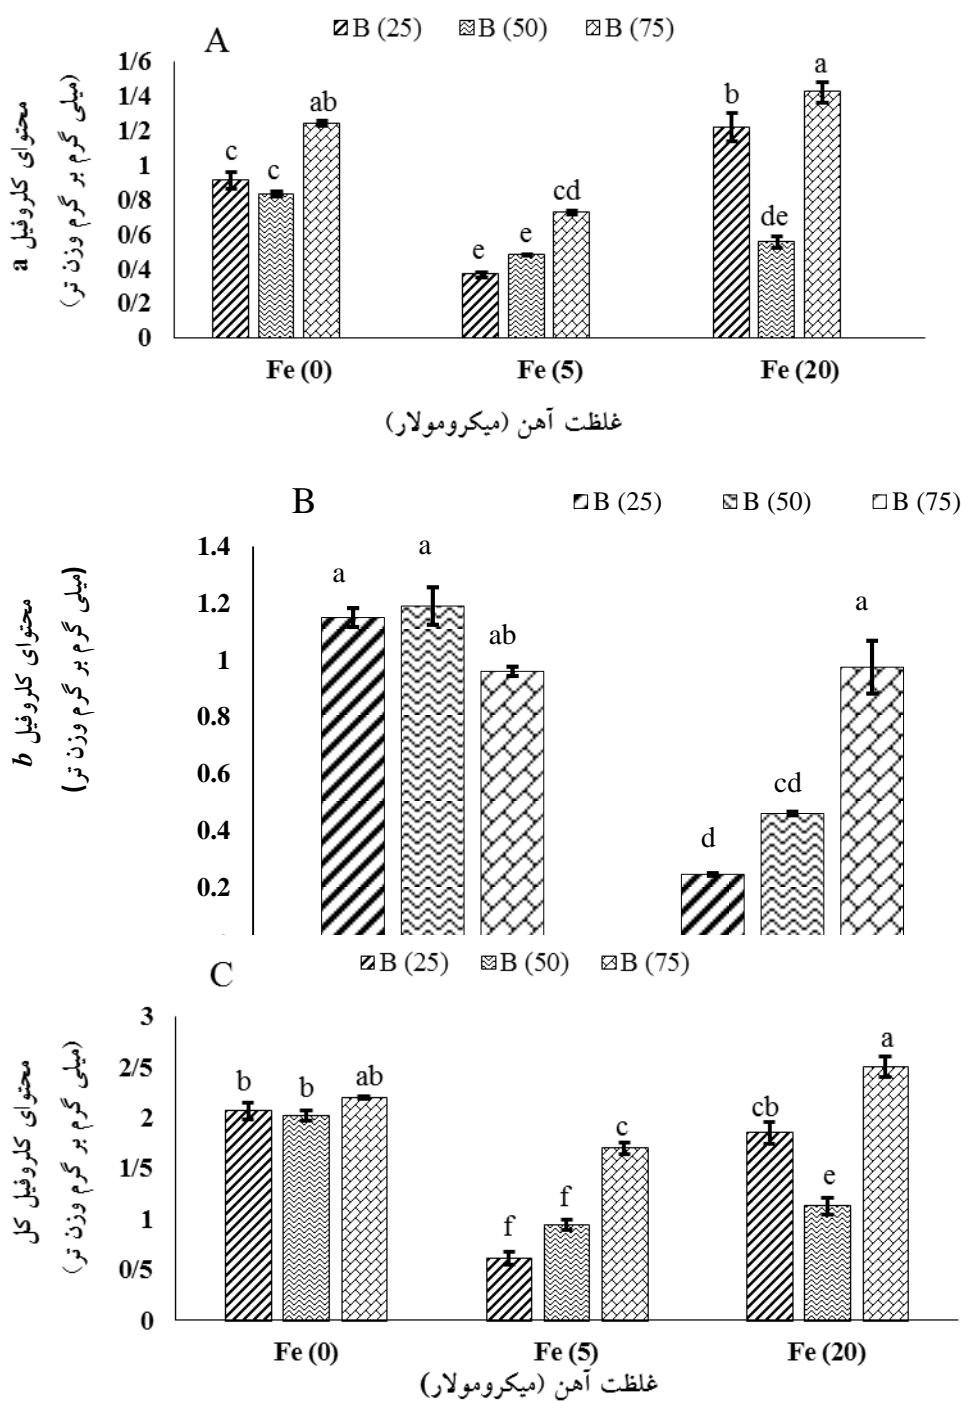 A
B (25) B (50) B (75)
محتوای کلروفیل a
(میلی گرم بر گرم وزن تر)
1/6
1/4
1/2
1
0/8
0/6
0/4
0/2
0
c c ab
e e cd
b de a
Fe (0) Fe (5) Fe (20)
غلظت آهن (میکرومولار)
B
B (25) B (50) B (75)
محتوای کلروفیل b
(میلی گرم بر گرم وزن تر)
1.4
1.2
1
0.8
0.6
0.4
0.2
a a ab
d cd a
C
B (25) B (50) B (75)
محتوای کلروفیل کل
(میلی گرم بر گرم وزن تر)
3
2/5
2
1/5
1
0/5
0
b b ab
f f c
cb e a
Fe (0) Fe (5) Fe (20)
غلظت آهن (میکرومولار)